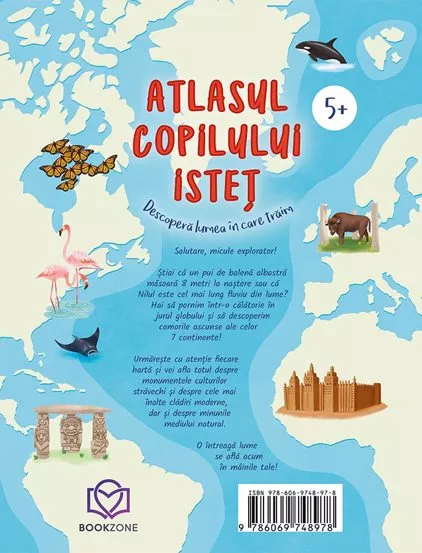 ATLASUL
COPILULUI
ISTEȚ
5+
Descoperă lumea în care trăim
Salutare, micule explorator!
Știai că un pui de balenă albastră
măsoară 8 metri la naștere sau că
Nilul este cel mai lung fluviu din lume?
Hai să pornim într-o călătorie în
jurul globului și să descoperim
comorile ascunse ale celor
7 continente!
Urmărește cu atenție fiecare
hartă și vei afla totul despre
monumentele culturilor
străvechi și despre cele mai
înalte clădiri moderne,
dar și despre minunile
mediului natural.
O întreagă lume
se află acum
în mâinile tale!
ISBN 978-606-9748-97-8
9 786069 748978
BOOKZONE